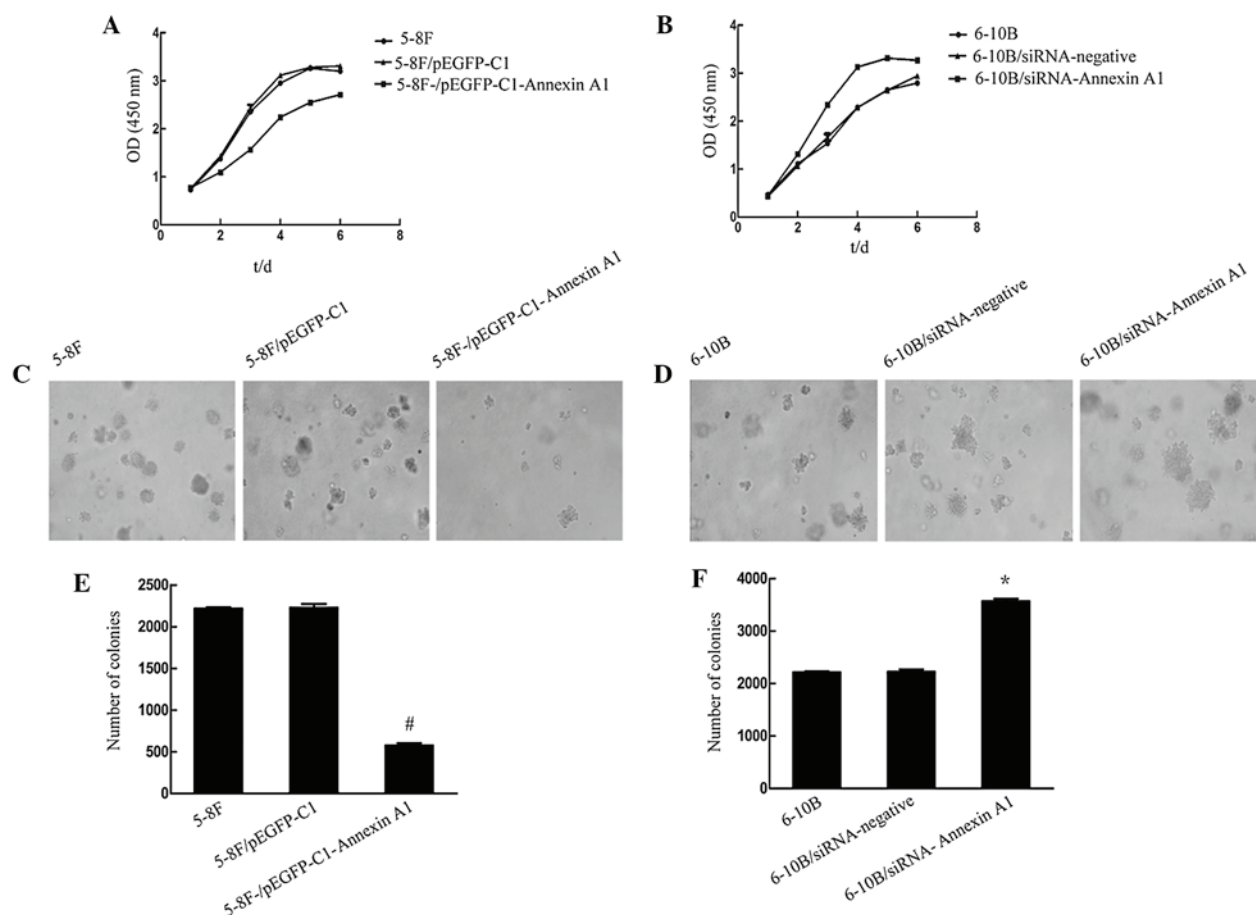 A
5-8F
5-8F/pEGFP-C1
5-8F-/pEGFP-C1-Annexin A1
OD (450 nm)
4
3
2
1
0
0 2 4 6 8
t/d
B
6-10B
6-10B/siRNA-negative
6-10B/siRNA-Annexin A1
OD (450 nm)
4
3
2
1
0
0 2 4 6 8
t/d
C
5-8F
5-8F/pEGFP-C1
5-8F-/pEGFP-C1- Annexin A1
D
6-10B
6-10B/siRNA-negative
6-10B/siRNA-Annexin A1
E
Number of colonies
2500
2000
1500
1000
500
0
#
5-8F
5-8F/pEGFP-C1
5-8F-/pEGFP-C1- Annexin A1
F
Number of colonies
4000
3000
2000
1000
0
*
6-10B
6-10B/siRNA-negative
6-10B/siRNA- Annexin A1